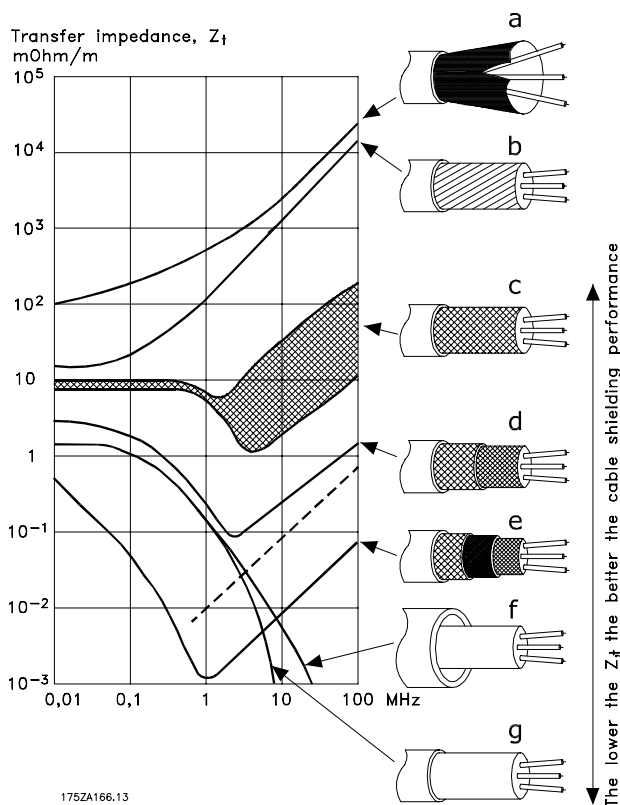 Transfer impedance, Zt
mOhm/m
10⁵
10⁴
10³
10²
10
1
10⁻¹
10⁻²
10⁻³
0,01
0,1
1
10
100
MHz
a
b
c
d
e
f
g
The lower the Zt the better the cable shielding performance
175ZA166.13